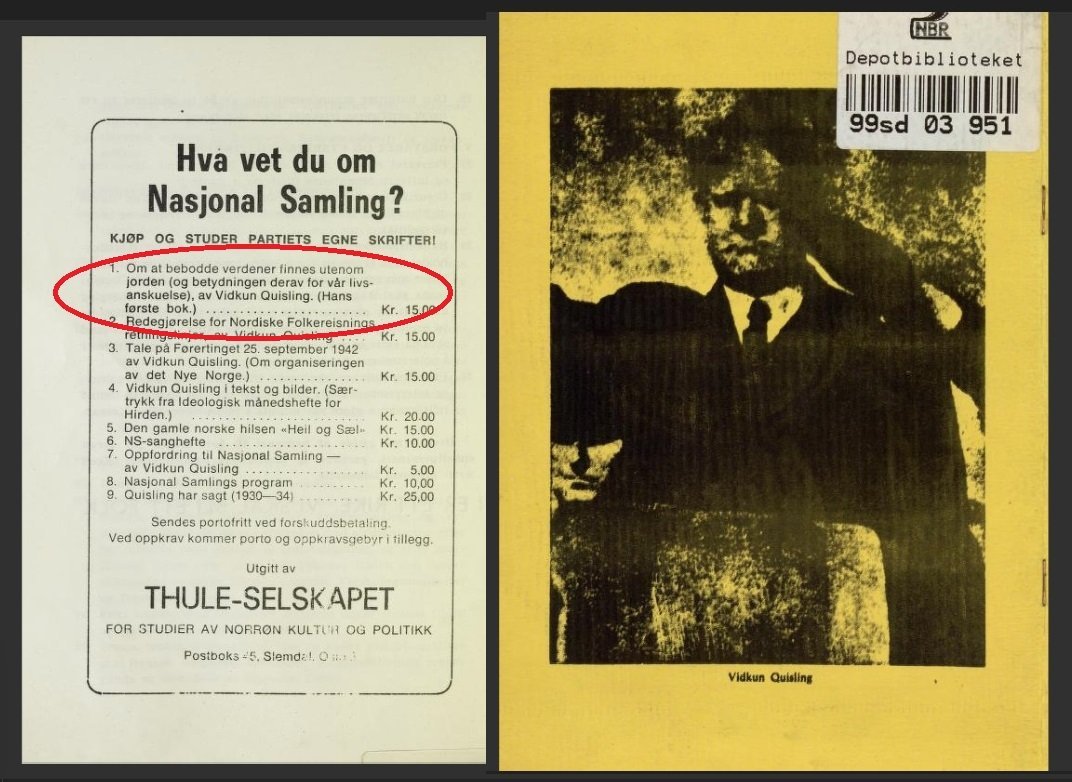 Hva vet du om
Nasjonal Samling?
KJØP OG STUDER PARTIETS EGNE SKRIFTER!
1. Om at bebodde verdener finnes utenom
jorden (og betydningen derav for vår livs-
anskuelse), av Vidkun Quisling. (Hans
første bok.) ........................ Kr. 15.00
2. Redegjørelse for Nordiske Folkereisnings
retningslinjer, av Vidkun Quisling .... Kr. 15.00
3. Tale på Førertinget 25. september 1942
av Vidkun Quisling. (Om organiseringen
av det Nye Norge.) ................ Kr. 15.00
4. Vidkun Quisling i tekst og bilder. (Sær-
trykk fra Ideologisk månedshefte for
Hirden.) .......................... Kr. 20.00
5. Den gamle norske hilsen «Heil og Sæl» Kr. 15.00
6. NS-sanghefte ...................... Kr. 10.00
7. Oppfordring til Nasjonal Samling —
av Vidkun Quisling .................. Kr. 5,00
8. Nasjonal Samlings program .......... Kr. 10,00
9. Quisling har sagt (1930—34) .......... Kr. 25,00
Sendes portofritt ved forskuddsbetaling.
Ved oppkrav kommer porto og oppkravsgebyr i tillegg.
Utgitt av
THULE-SELSKAPET
FOR STUDIER AV NORRØN KULTUR OG POLITIKK
Postboks 45, Slemdal,
NBR
Depotbiblioteket
99sd 03 951
Vidkun Quisling